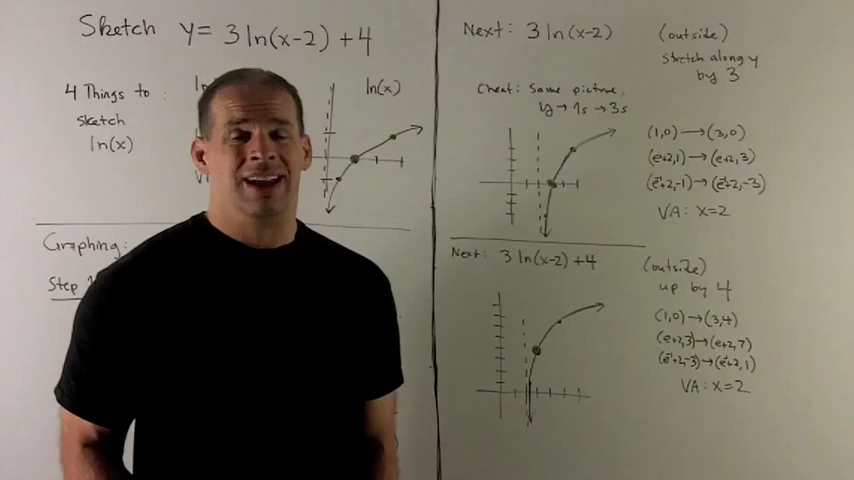 Sketch y= 3 ln(x-2) +4
4 Things to :
sketch
ln(x)
ln(x)
Graphing:
Step
Next: 3 ln(x-2)
(outside)
stretch along y
by 3
Cheat: Same picture,
y → 1s → 3s
(1,0) → (3,0)
(e+2,1) → (e+2,3)
(e⁻¹+2,-1) → (e⁻¹+2,-3)
VA: x=2
Next: 3 ln(x-2) +4
(outside)
up by 4
(1,0) → (3,4)
(e+2,3) → (e+2,7)
(e⁻¹+2,-3) → (e⁻¹+2,1)
VA: x=2